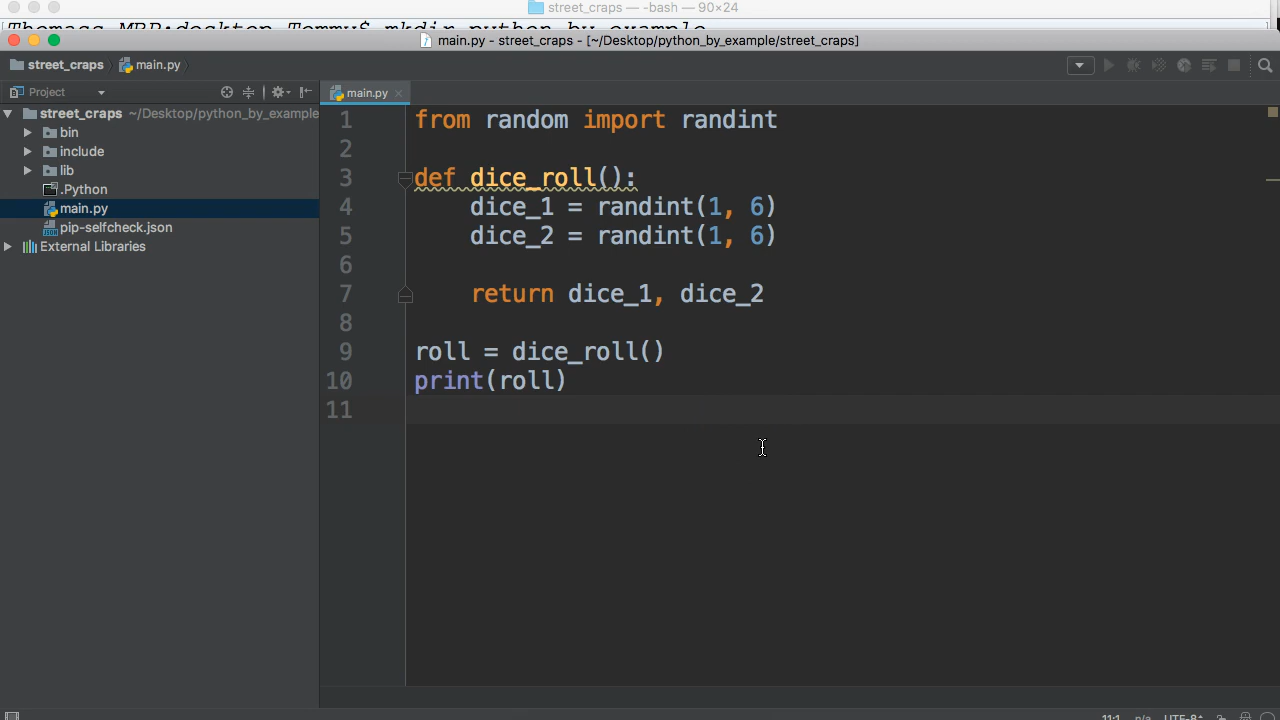 street_craps — -bash — 90×24
Thomass-MBP:desktop Tommy$ mkdir python_by_example
main.py - street_craps - [~/Desktop/python_by_example/street_craps]
street_craps
main.py
Project
main.py
street_craps ~/Desktop/python_by_example
bin
include
lib
.Python
main.py
pip-selfcheck.json
External Libraries
1 from random import randint
2
3 def dice_roll():
4 dice_1 = randint(1, 6)
5 dice_2 = randint(1, 6)
6
7 return dice_1, dice_2
8
9 roll = dice_roll()
10 print(roll)
11
11:1 n/a UTF-8